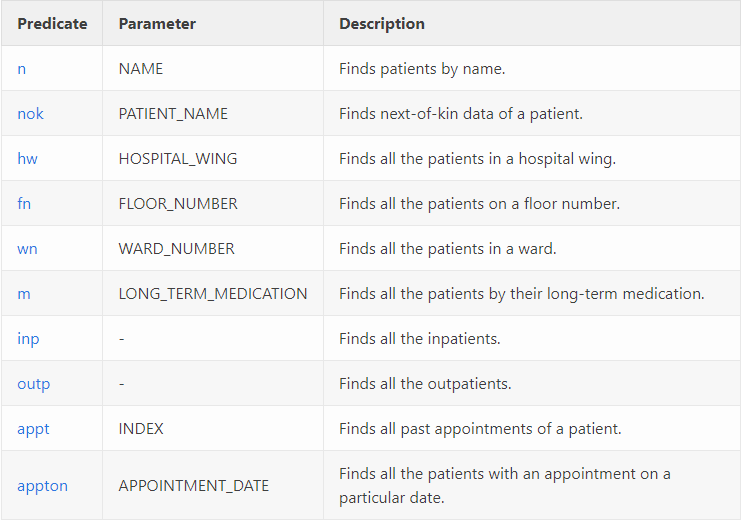 Predicate Parameter Description
n NAME Finds patients by name.
nok PATIENT_NAME Finds next-of-kin data of a patient.
hw HOSPITAL_WING Finds all the patients in a hospital wing.
fn FLOOR_NUMBER Finds all the patients on a floor number.
wn WARD_NUMBER Finds all the patients in a ward.
m LONG_TERM_MEDICATION Finds all the patients by their long-term medication.
inp - Finds all the inpatients.
outp - Finds all the outpatients.
appt INDEX Finds all past appointments of a patient.
appton APPOINTMENT_DATE Finds all the patients with an appointment on a
particular date.